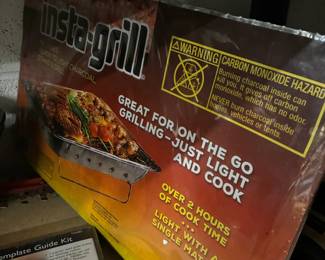 insta-grill
CHARCOAL
WARNING CARBON MONOXIDE HAZARD
Burning charcoal inside can
kill you. It gives off carbon
monoxide, which has no odor.
NEVER burn charcoal inside
vehicles or tents
GREAT FOR ON THE GO
GRILLING-JUST LIGHT
AND COOK
OVER 2 HOURS
OF COOK TIME
LIGHT WITH A
SINGLE
emplate Guide Kit